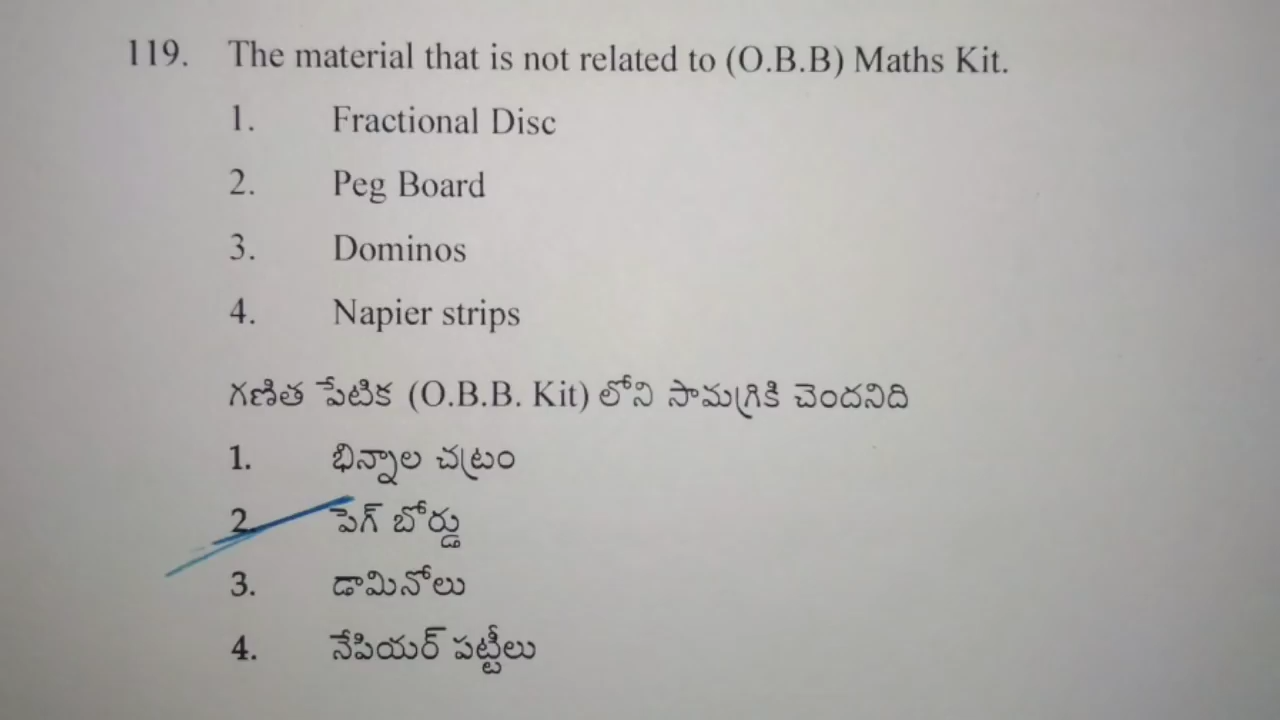 119. The material that is not related to (O.B.B) Maths Kit.
1. Fractional Disc
2. Peg Board
3. Dominos
4. Napier strips
గణిత పేటిక (O.B.B. Kit) లోని సామగ్రికి చెందనిది
1. భిన్నాల చట్రం
2. పెగ్ బోర్డు
3. డామినోలు
4. నేపియర్ పట్టీలు